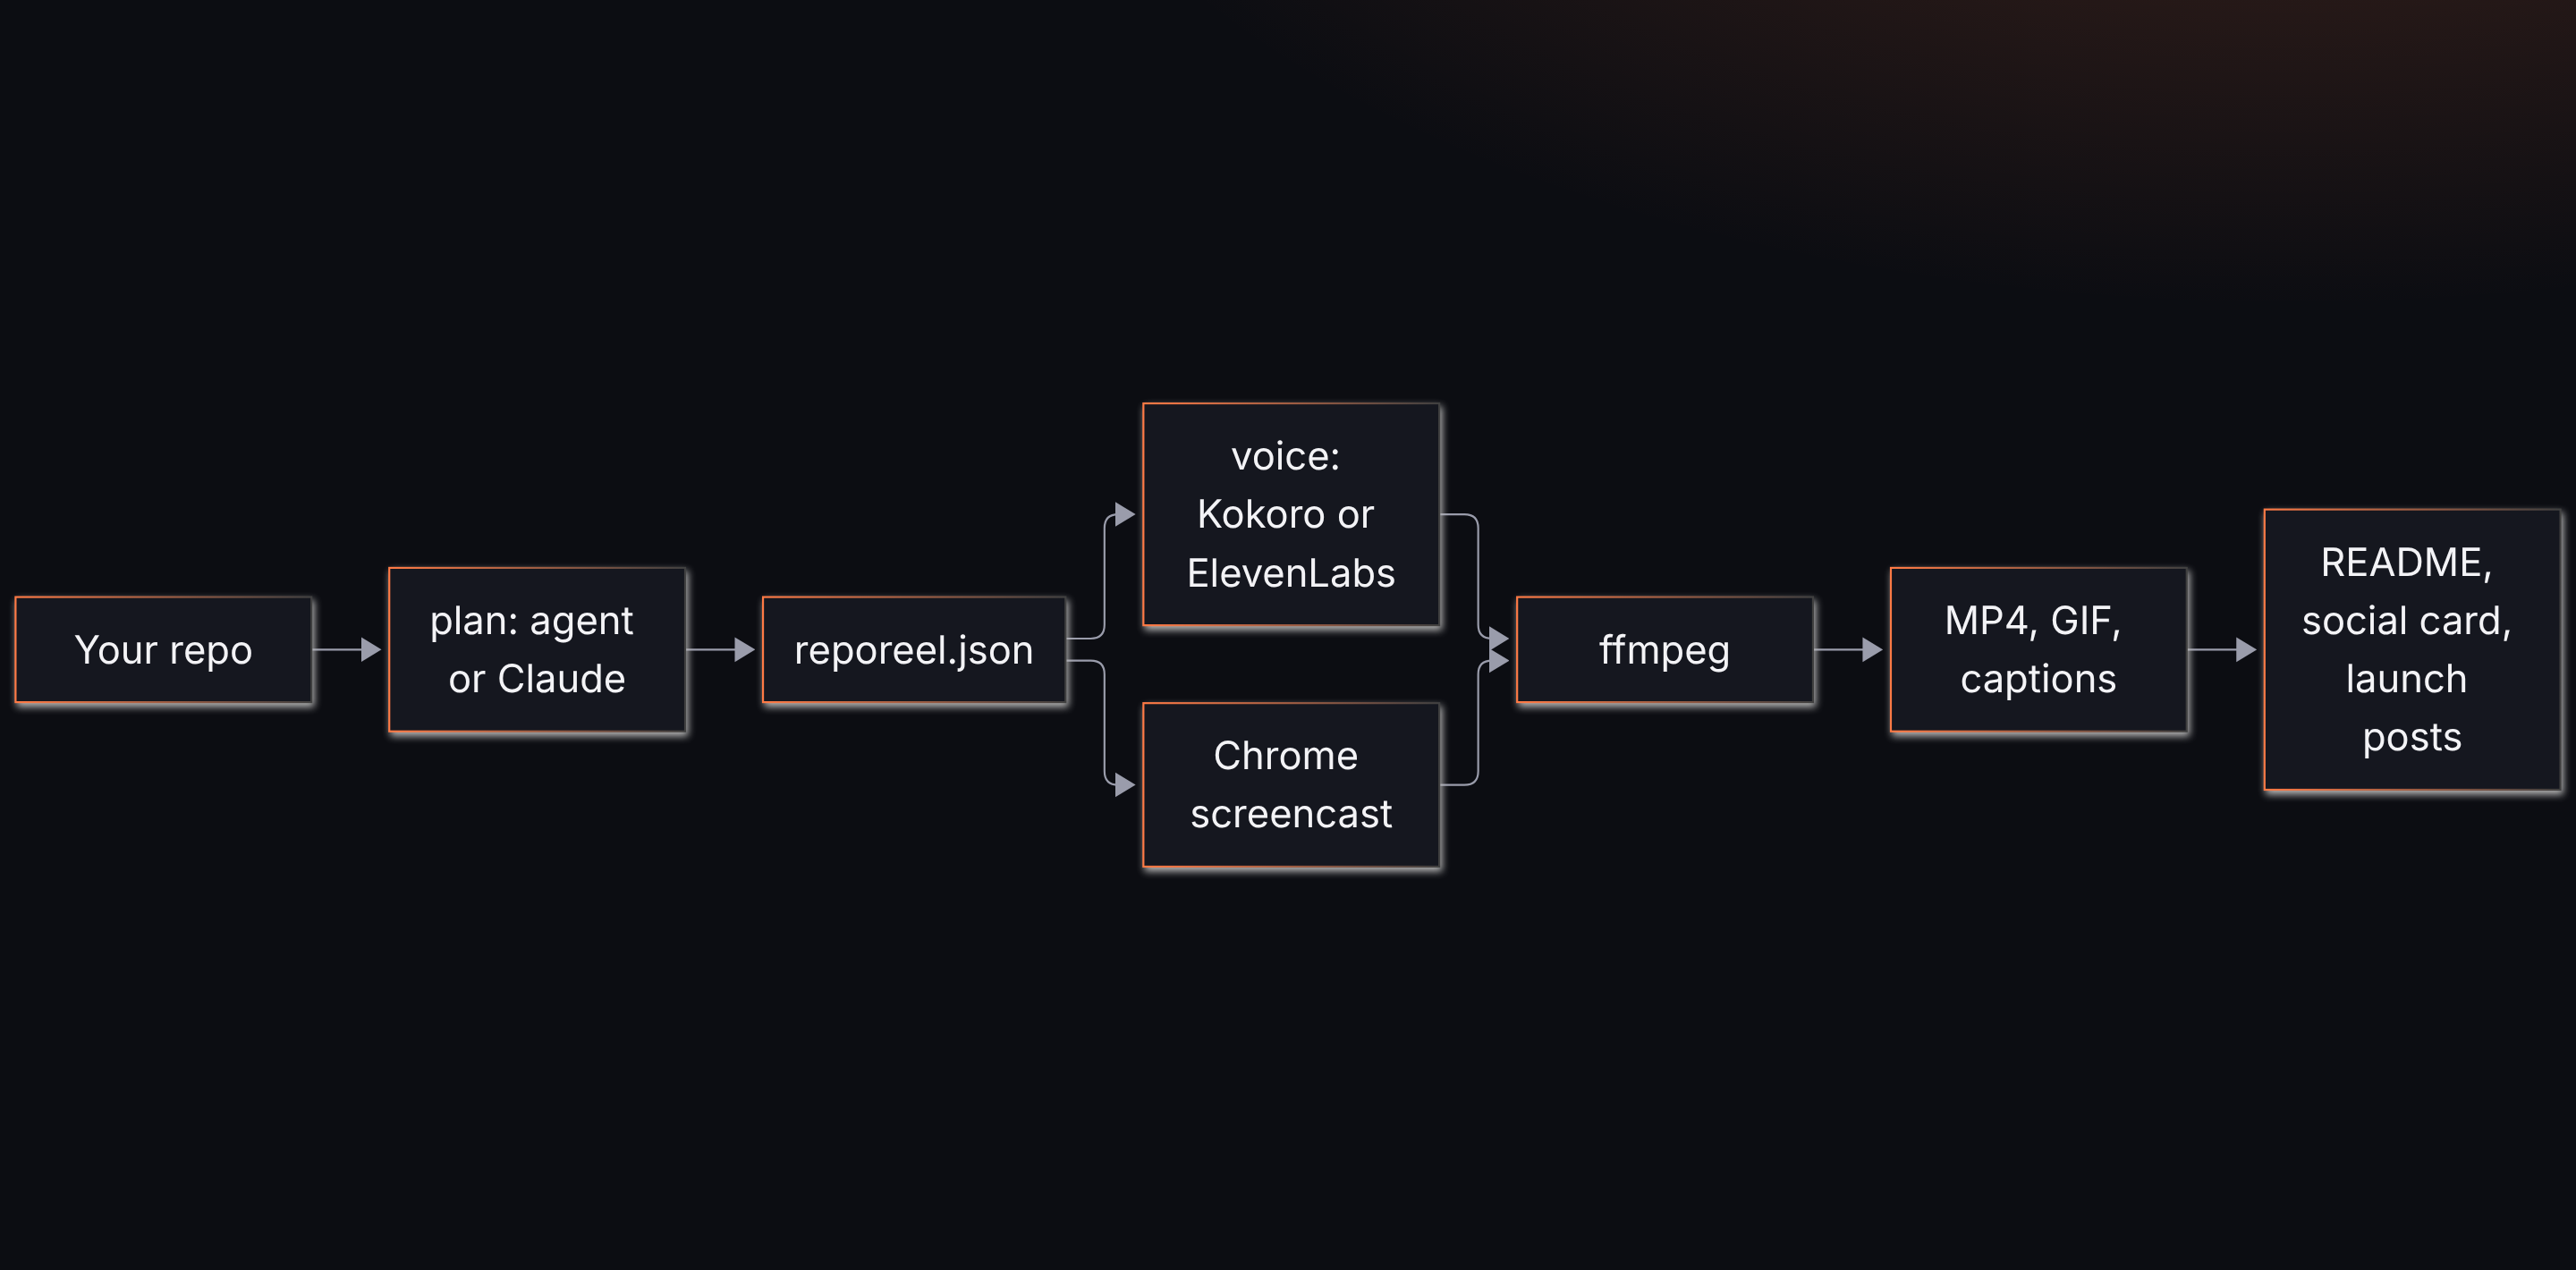 Your repo
plan: agent
or Claude
reporeel.json
voice:
Kokoro or
ElevenLabs
Chrome
screencast
ffmpeg
MP4, GIF,
captions
README,
social card,
launch
posts